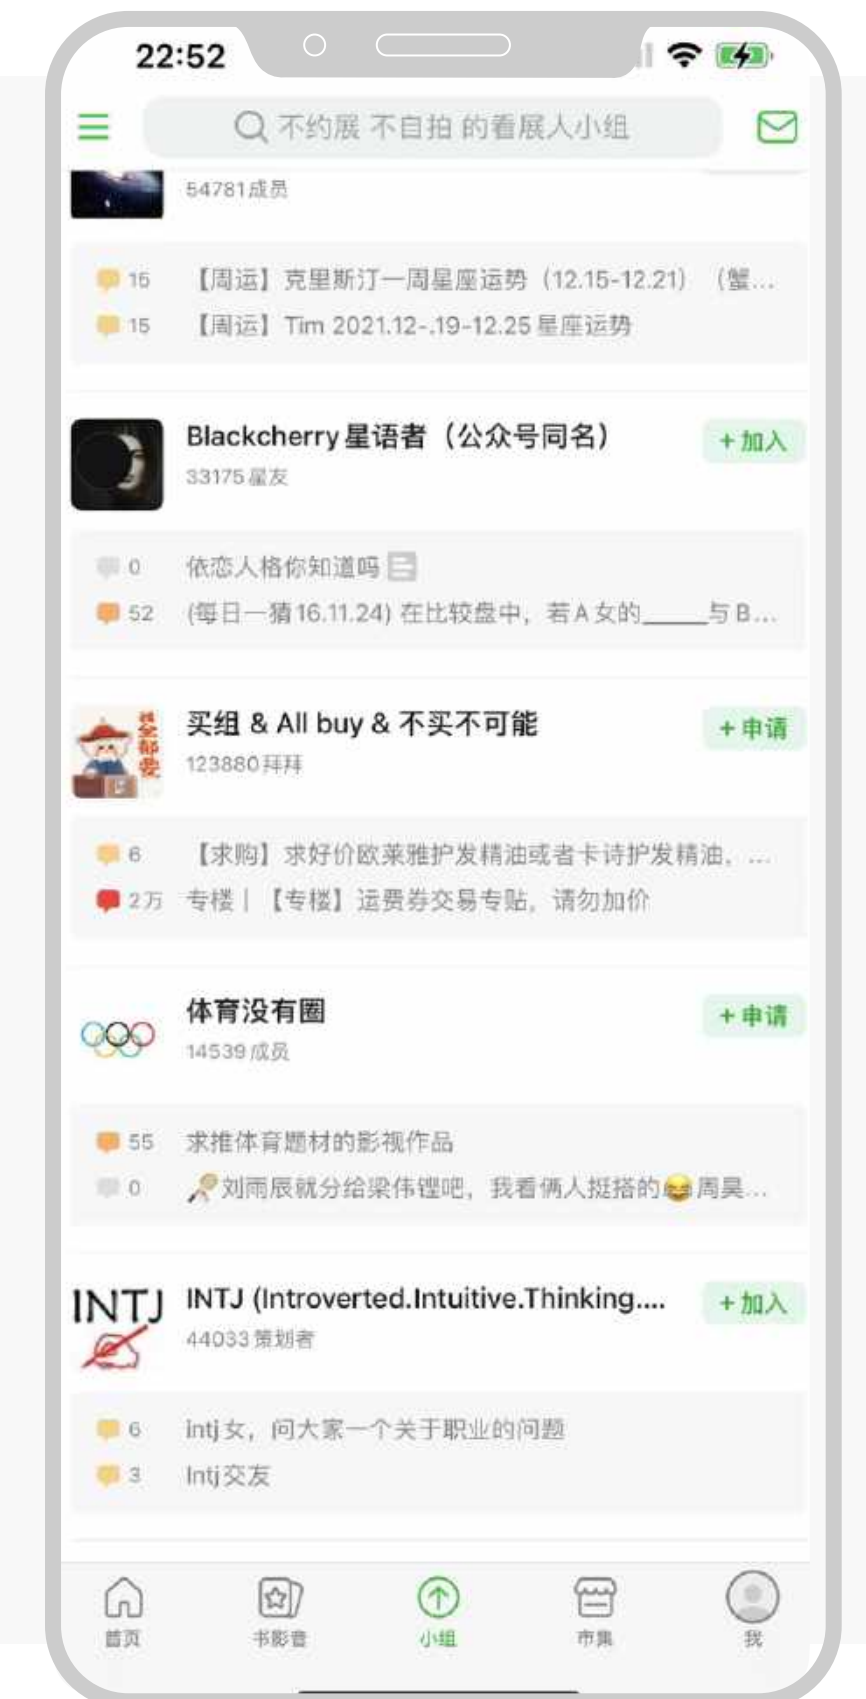 22:52
不约展 不自拍 的看展人小组
54781成员
15 【周运】克里斯汀一周星座运势（12.15-12.21）（蟹...
15 【周运】Tim 2021.12-.19-12.25 星座运势
Blackcherry星语者（公众号同名）
+ 加入
33175星友
0 依恋人格你知道吗
52 (每日一猜16.11.24) 在比较盘中，若A女的_____与B...
我全都要
买组 & All buy & 不买不可能
+ 申请
123880拜拜
6 【求购】求好价欧莱雅护发精油或者卡诗护发精油，...
2万 专楼｜【专楼】运费券交易专贴，请勿加价
体育没有圈
+ 申请
14539成员
55 求推体育题材的影视作品
0 🏸刘雨辰就分给梁伟铿吧，我看俩人挺搭的😂周昊...
INTJ
INTJ (Introverted.Intuitive.Thinking....
+ 加入
44033策划者
6 intj女，问大家一个关于职业的问题
3 Intj交友
首页 书影音 小组 市集 我